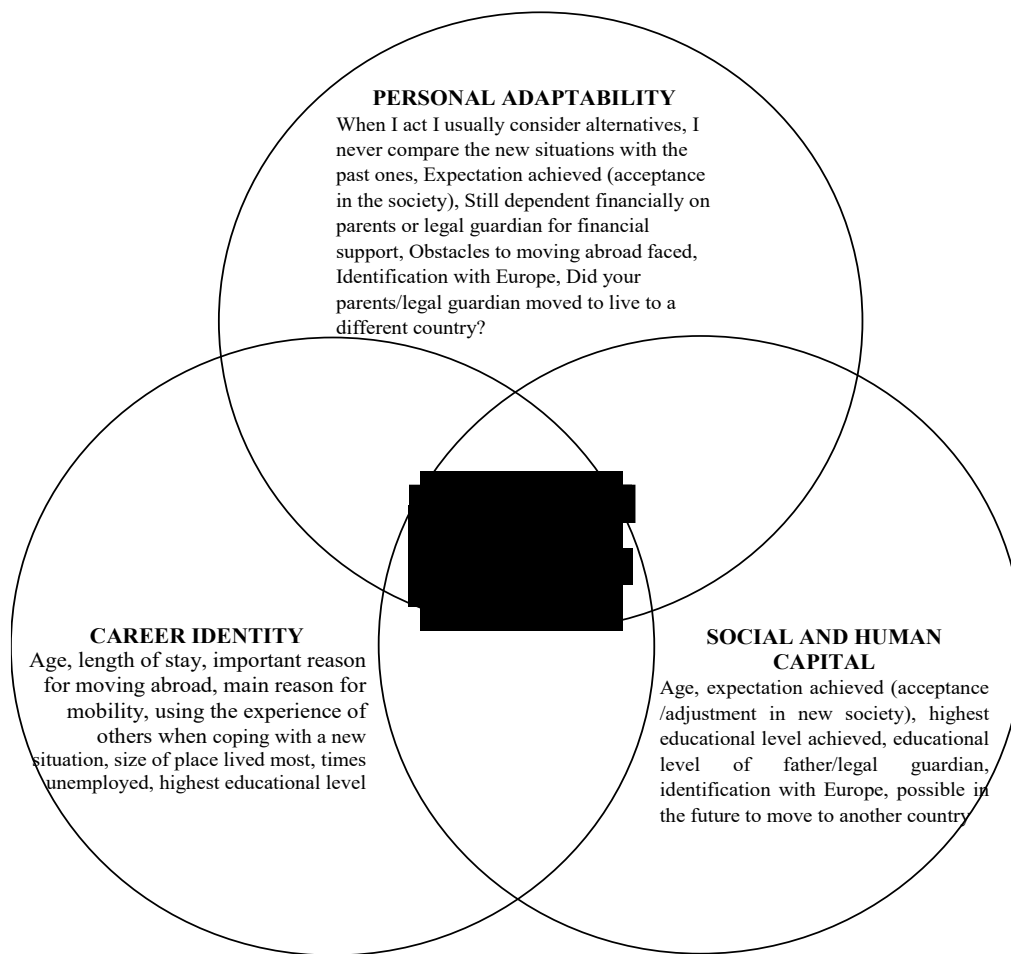 PERSONAL ADAPTABILITY
When I act I usually consider alternatives, I
never compare the new situations with the
past ones, Expectation achieved (acceptance
in the society), Still dependent financially on
parents or legal guardian for financial
support, Obstacles to moving abroad faced,
Identification with Europe, Did your
parents/legal guardian moved to live to a
different country?
CAREER IDENTITY
Age, length of stay, important reason
for moving abroad, main reason for
mobility, using the experience of
others when coping with a new
situation, size of place lived most, times
unemployed, highest educational level
SOCIAL AND HUMAN
CAPITAL
Age, expectation achieved (acceptance
/adjustment in new society), highest
educational level achieved, educational
level of father/legal guardian,
identification with Europe, possible in
the future to move to another country